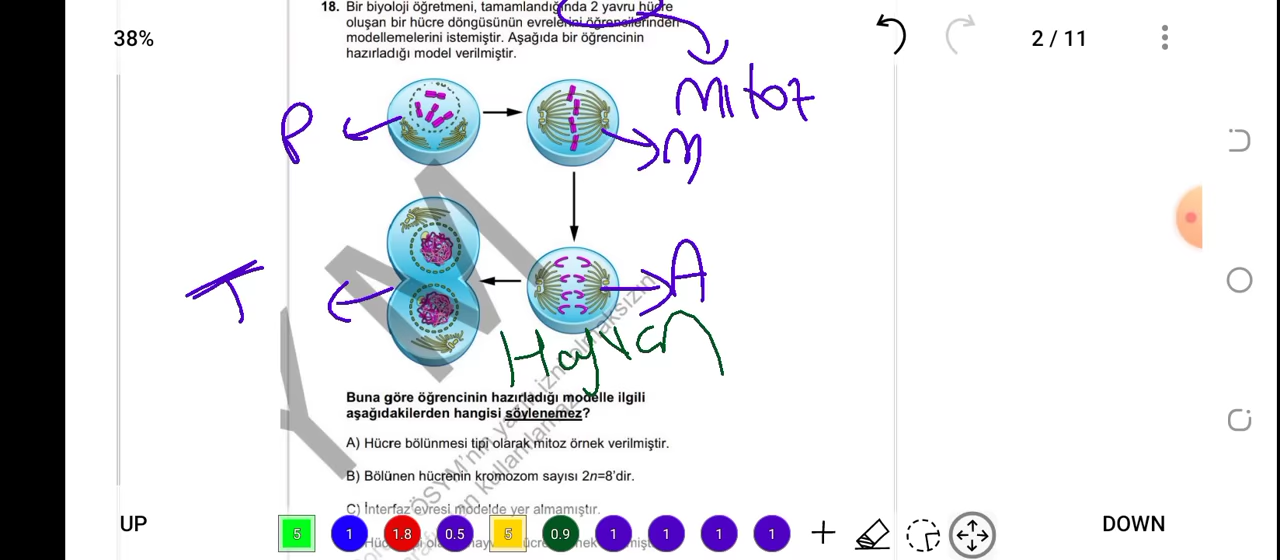 38%
2 / 11
18. Bir biyoloji öğretmeni, tamamlandığında 2 yavru hücre
oluşan bir hücre döngüsünün evrelerini öğrencilerinden
modellemelerini istemiştir. Aşağıda bir öğrencinin
hazırladığı model verilmiştir.
Mitoz
P
M
T
A
Hayvan
Buna göre öğrencinin hazırladığı modelle ilgili
aşağıdakilerden hangisi söylenemez?
A) Hücre bölünmesi tipi olarak mitoz örnek verilmiştir.
B) Bölünen hücrenin kromozom sayısı 2n=8'dir.
C) İnterfaz evresi modelde yer almamıştır.
UP
5 1 1.8 0.5 5 0.9 1 1 1 1
DOWN